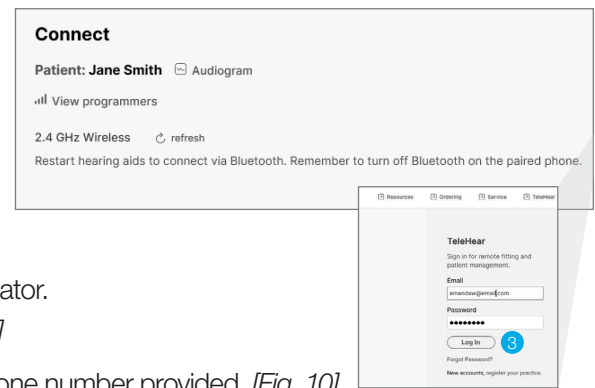 Connect
Patient: Jane Smith Audiogram
View programmers
2.4 GHz Wireless refresh
Restart hearing aids to connect via Bluetooth. Remember to turn off Bluetooth on the paired phone.
Resources Ordering Service TeleHear
TeleHear
Sign in for remote fitting and
patient management.
Email
amandaw@email.com
Password
••••••••
Log In 3
Forgot Password?
New accounts, register your practice.
ator.
]
one number provided. [Fig. 10]